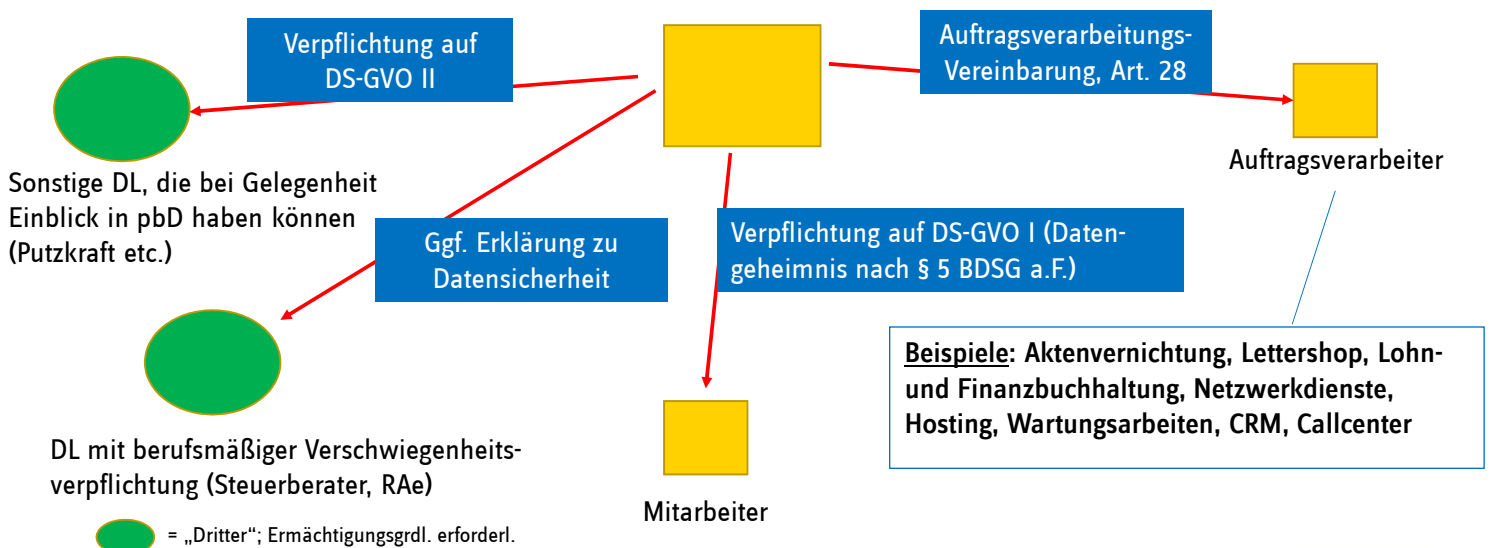 Verpflichtung auf
DS-GVO II
Auftragsverarbeitungs-
Vereinbarung, Art. 28
Auftragsverarbeiter
Sonstige DL, die bei Gelegenheit
Einblick in pbD haben können
(Putzkraft etc.)
Ggf. Erklärung zu
Datensicherheit
Verpflichtung auf DS-GVO I (Daten-
geheimnis nach § 5 BDSG a.F.)
Beispiele: Aktenvernichtung, Lettershop, Lohn-
und Finanzbuchhaltung, Netzwerkdienste,
Hosting, Wartungsarbeiten, CRM, Callcenter
DL mit berufsmäßiger Verschwiegenheits-
verpflichtung (Steuerberater, RAe)
Mitarbeiter
= „Dritter“; Ermächtigungsgrdl. erforderl.